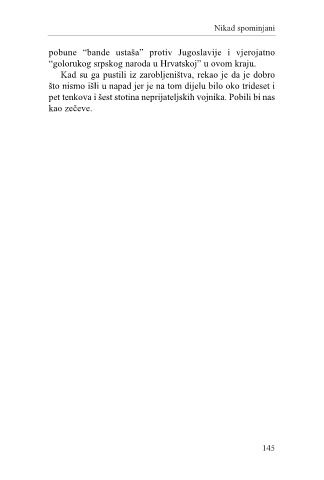 Nikad spominjani
pobune “bande ustaša” protiv Jugoslavije i vjerojatno
“golorukog srpskog naroda u Hrvatskoj” u ovom kraju.
Kad su ga pustili iz zarobljeništva, rekao je da je dobro
što nismo išli u napad jer je na tom dijelu bilo oko trideset i
pet tenkova i šest stotina neprijateljskih vojnika. Pobili bi nas
kao zečeve.
145